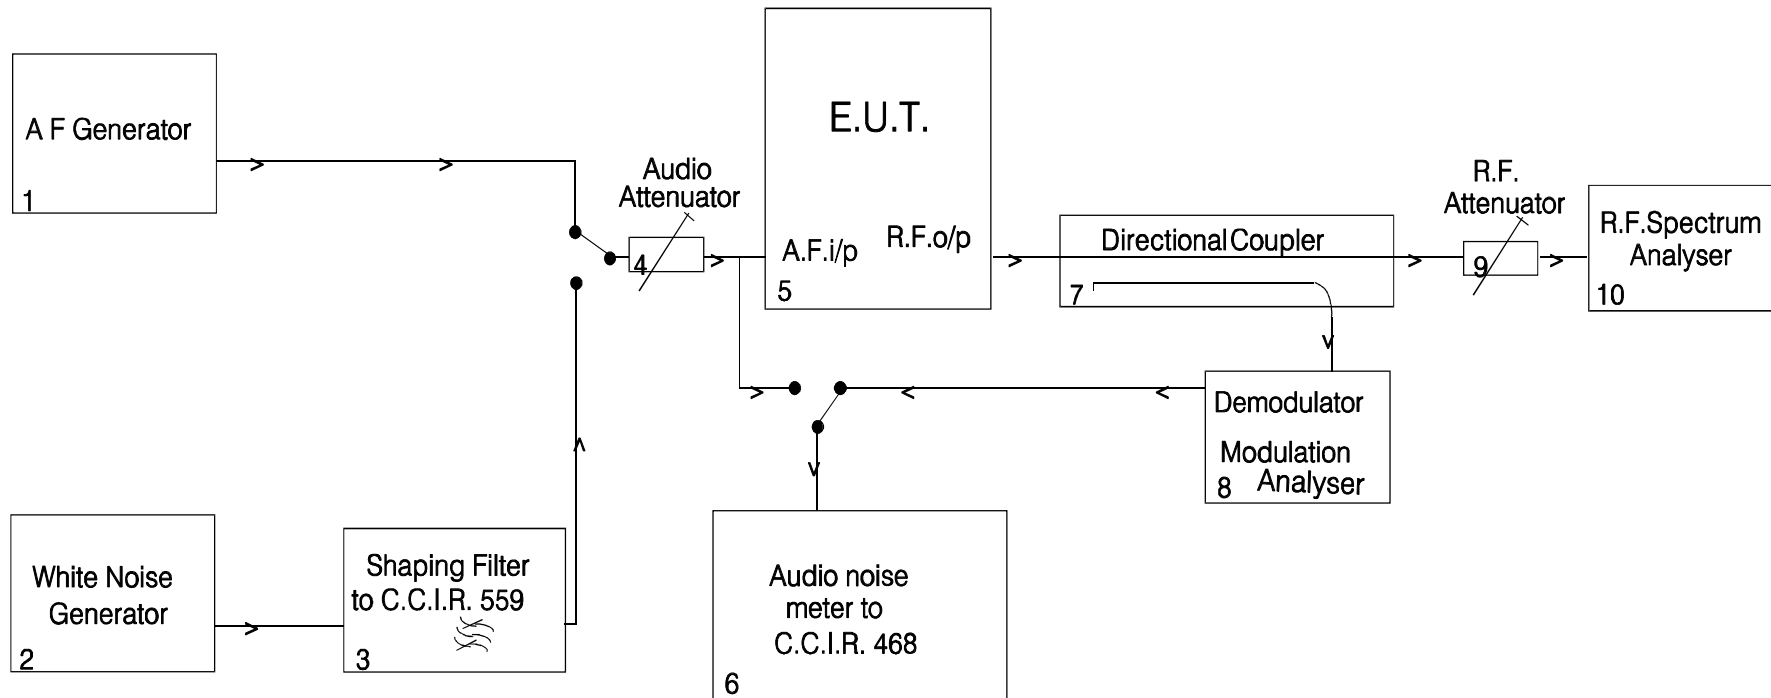 A F Generator
1
Audio
Attenuator
4
E.U.T.
A.F.i/p
R.F.o/p
5
Directional Coupler
7
R.F.
Attenuator
9
R.F.Spectrum
Analyser
10
Demodulator
Modulation
Analyser
8
White Noise
Generator
2
Shaping Filter
to C.C.I.R. 559
3
Audio noise
meter to
C.C.I.R. 468
6